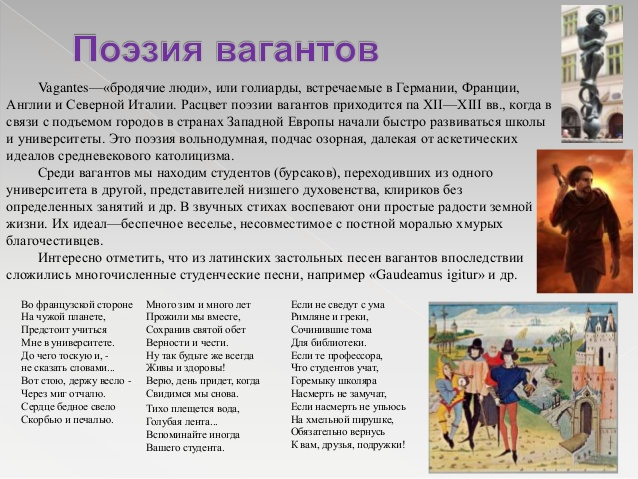 Поэзия вагантов
Vagantes—«бродячие люди», или голиарды, встречаемые в Германии, Франции,
Англии и Северной Италии. Расцвет поэзии вагантов приходится па XII—XIII вв., когда в
связи с подъемом городов в странах Западной Европы начали быстро развиваться школы
и университеты. Это поэзия вольнодумная, подчас озорная, далекая от аскетических
идеалов средневекового католицизма.
Среди вагантов мы находим студентов (бурсаков), переходивших из одного
университета в другой, представителей низшего духовенства, клириков без
определенных занятий и др. В звучных стихах воспевают они простые радости земной
жизни. Их идеал—беспечное веселье, несовместимое с постной моралью хмурых
благочестивцев.
Интересно отметить, что из латинских застольных песен вагантов впоследствии
сложились многочисленные студенческие песни, например «Gaudeamus igitur» и др.
Во французской стороне
На чужой планете,
Предстоит учиться
Мне в университете.
До чего тоскую и, -
не сказать словами...
Вот стою, держу весло -
Через миг отчалю.
Сердце бедное свело
Скорбью и печалью.
Много зим и много лет
Прожили мы вместе,
Сохранив святой обет
Верности и чести.
Ну так будьте же всегда
Живы и здоровы!
Верю, день придет, когда
Свидимся мы снова.
Тихо плещется вода,
Голубая лента...
Вспоминайте иногда
Вашего студента.
Если не сведут с ума
Римляне и греки,
Сочинившие тома
Для библиотеки.
Если те профессора,
Что студентов учат,
Горемыку школяра
Насмерть не замучат,
Если насмерть не упьюсь
На хмельной пирушке,
Обязательно вернусь
К вам, друзья, подружки!